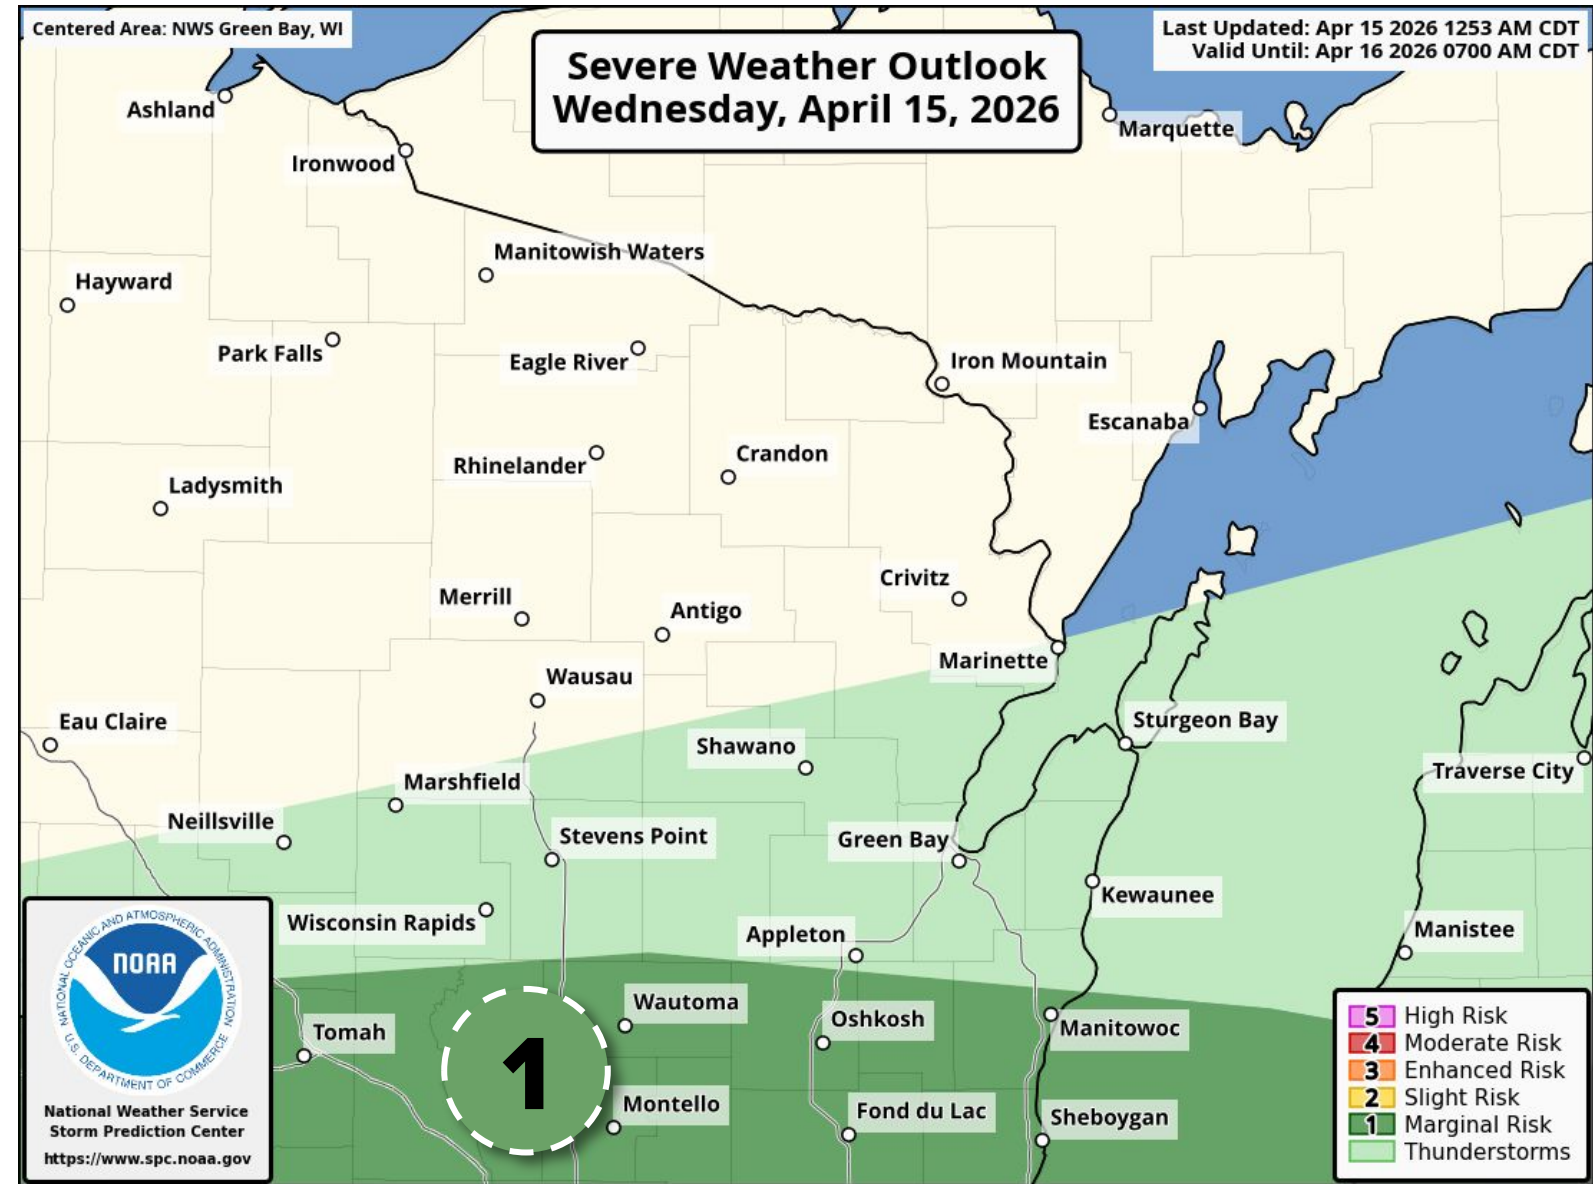 Centered Area: NWS Green Bay, WI
Severe Weather Outlook
Wednesday, April 15, 2026
Last Updated: Apr 15 2026 1253 AM CDT
Valid Until: Apr 16 2026 0700 AM CDT
Ashland
Marquette
Ironwood
Manitowish Waters
Hayward
Park Falls
Eagle River
Iron Mountain
Escanaba
Rhinelander
Crandon
Ladysmith
Crivitz
Merrill
Antigo
Marinette
Wausau
Eau Claire
Sturgeon Bay
Shawano
Traverse City
Marshfield
Neillsville
Stevens Point
Green Bay
Kewaunee
Wisconsin Rapids
Appleton
Manistee
Wautoma
Oshkosh
Manitowoc
Tomah
1
Montello
Fond du Lac
Sheboygan
NATIONAL OCEANIC AND ATMOSPHERIC ADMINISTRATION
NOAA
U.S. DEPARTMENT OF COMMERCE
National Weather Service
Storm Prediction Center
https://www.spc.noaa.gov
5 High Risk
4 Moderate Risk
3 Enhanced Risk
2 Slight Risk
1 Marginal Risk
Thunderstorms